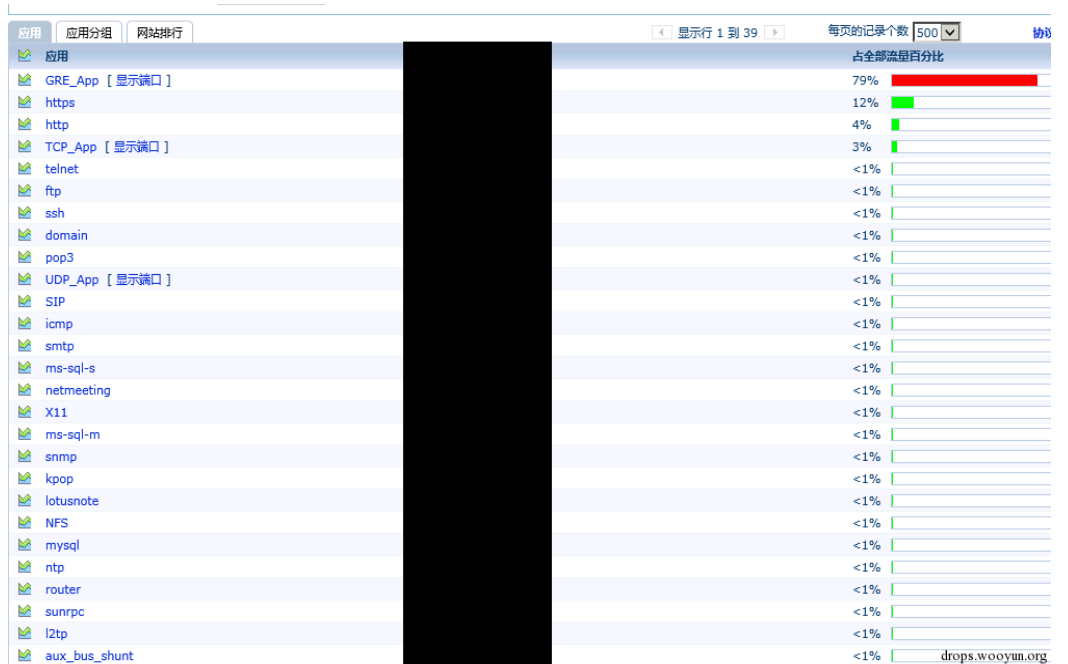 应用 应用分组 网站排行 显示行 1 到 39 每页的记录个数 500 协议
应用 占全部流量百分比
GRE_App [ 显示端口 ] 79%
https 12%
http 4%
TCP_App [ 显示端口 ] 3%
telnet <1%
ftp <1%
ssh <1%
domain <1%
pop3 <1%
UDP_App [ 显示端口 ] <1%
SIP <1%
icmp <1%
smtp <1%
ms-sql-s <1%
netmeeting <1%
X11 <1%
ms-sql-m <1%
snmp <1%
kpop <1%
lotusnote <1%
NFS <1%
mysql <1%
ntp <1%
router <1%
sunrpc <1%
l2tp <1%
aux_bus_shunt <1% drops.wooyun.org